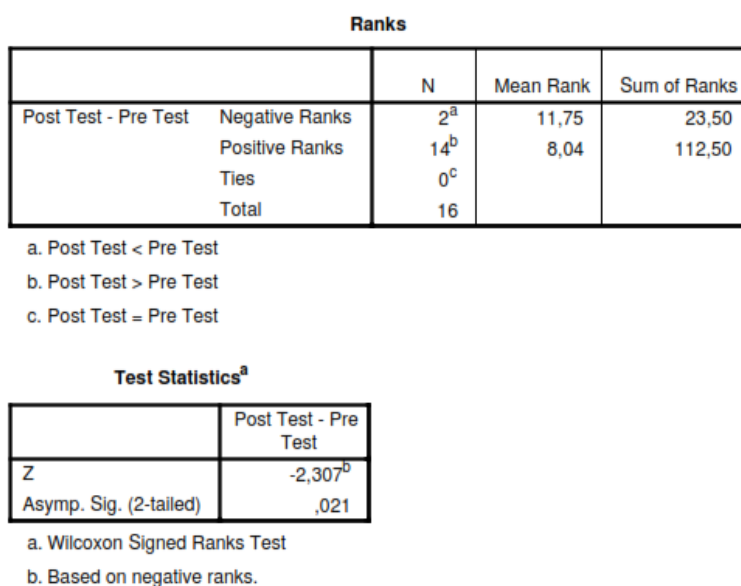 Ranks
N Mean Rank Sum of Ranks
Post Test - Pre Test Negative Ranks 2a 11,75 23,50
Positive Ranks 14b 8,04 112,50
Ties 0c
Total 16
a. Post Test < Pre Test
b. Post Test > Pre Test
c. Post Test = Pre Test
Test Statisticsa
Post Test - Pre
Test
Z -2,307b
Asymp. Sig. (2-tailed) ,021
a. Wilcoxon Signed Ranks Test
b. Based on negative ranks.